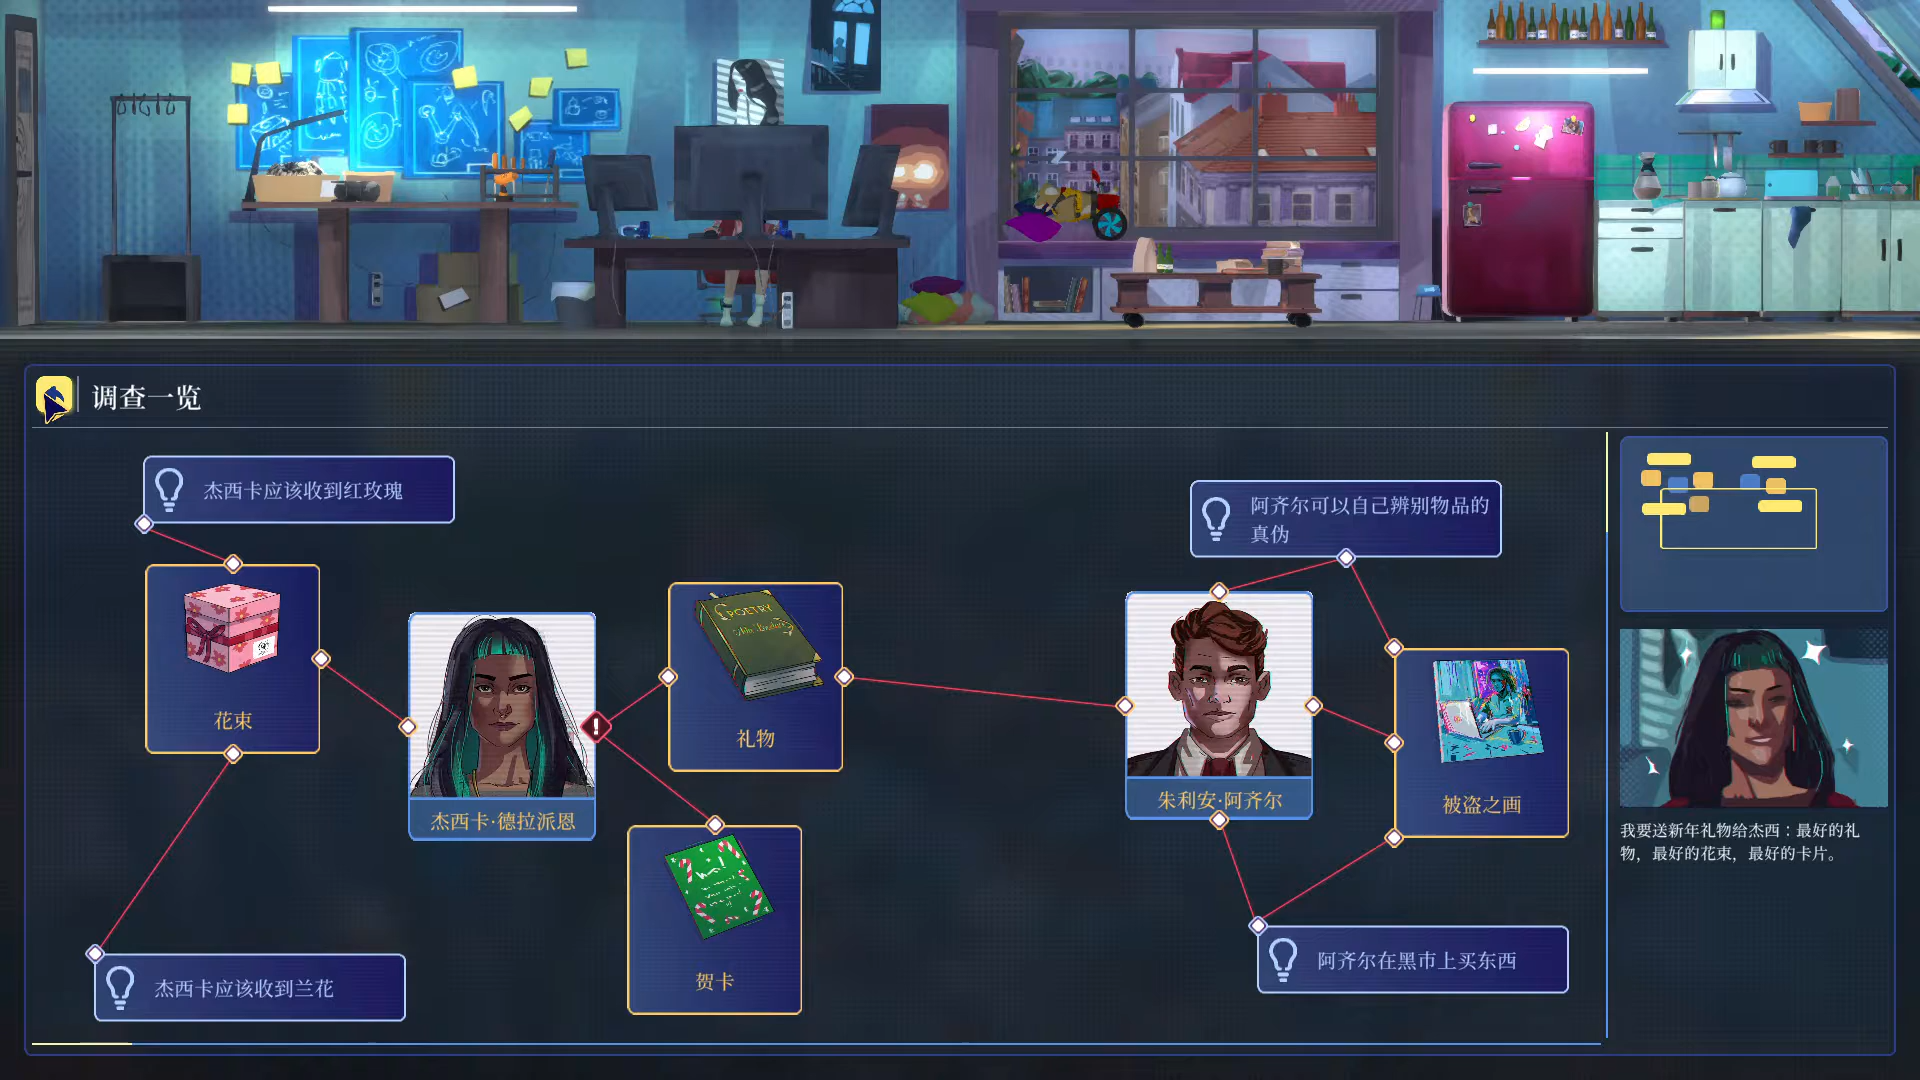 调查一览
杰西卡应该收到红玫瑰
阿齐尔可以自己辨别物品的
真伪
POETRY
花束
礼物
朱利安·阿齐尔
被盗之画
杰西卡·德拉派恩
贺卡
杰西卡应该收到兰花
阿齐尔在黑市上买东西
我要送新年礼物给杰西：最好的礼
物，最好的花束，最好的卡片。